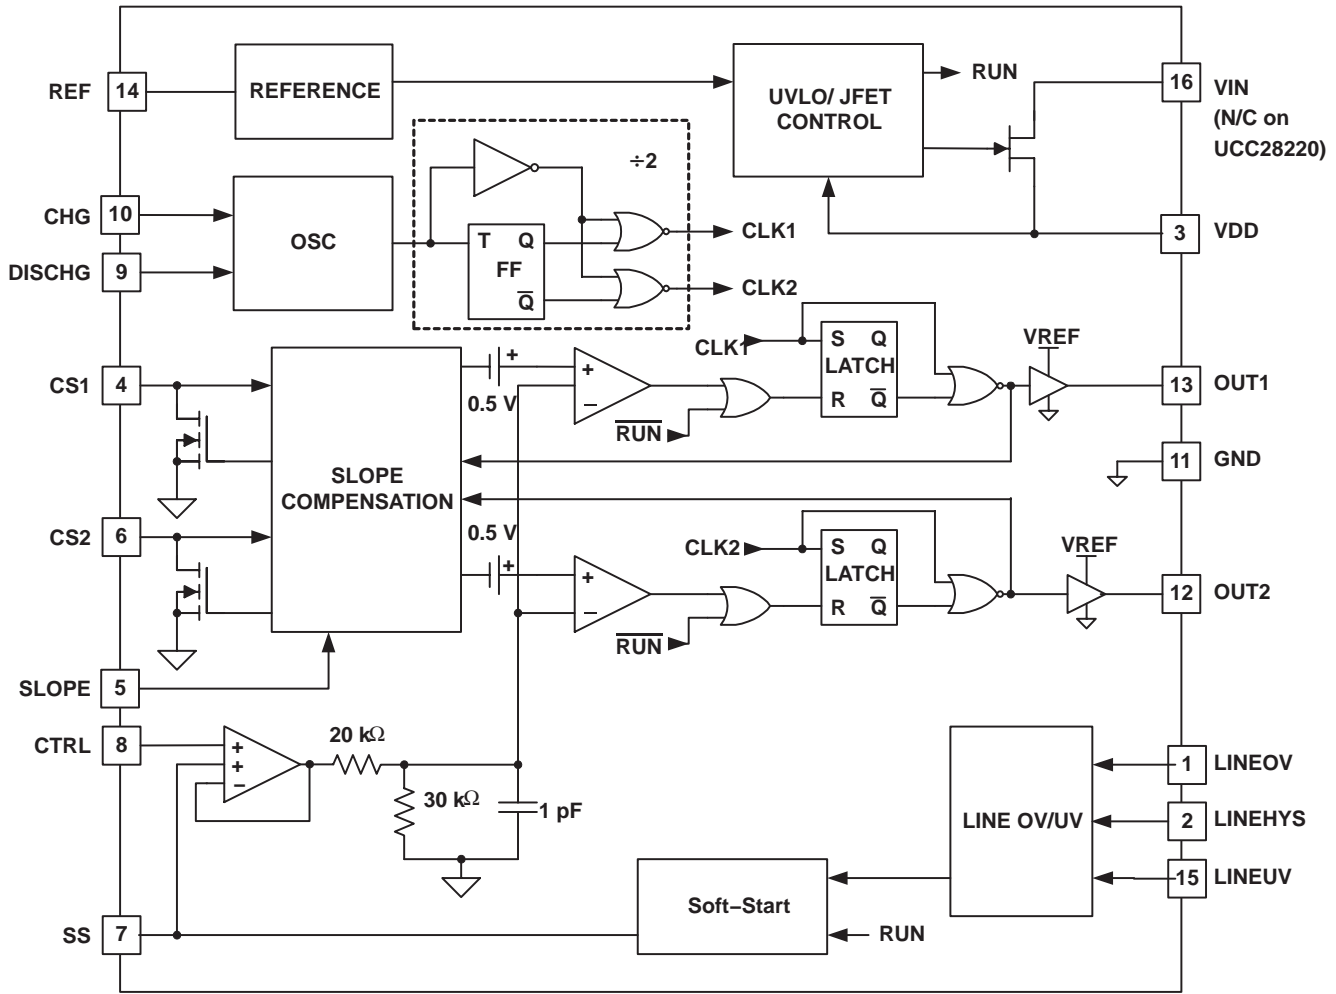 REF
14
REFERENCE
UVLO/ JFET
CONTROL
RUN
16
VIN
(N/C on
UCC28220)
÷2
CHG
10
OSC
DISCHG
9
T
Q
FF
Q̅
CLK1
CLK2
3
VDD
CS1
4
0.5 V
+
+
−
R̅U̅N̅
CLK1
S
Q
LATCH
R
Q̅
VREF
13
OUT1
11
GND
SLOPE
COMPENSATION
CS2
6
0.5 V
+
+
−
R̅U̅N̅
CLK2
S
Q
LATCH
R
Q̅
VREF
12
OUT2
SLOPE
5
CTRL
8
+
+
−
20 kΩ
30 kΩ
1 pF
LINE OV/UV
1
LINEOV
2
LINEHYS
15
LINEUV
Soft−Start
RUN
SS
7